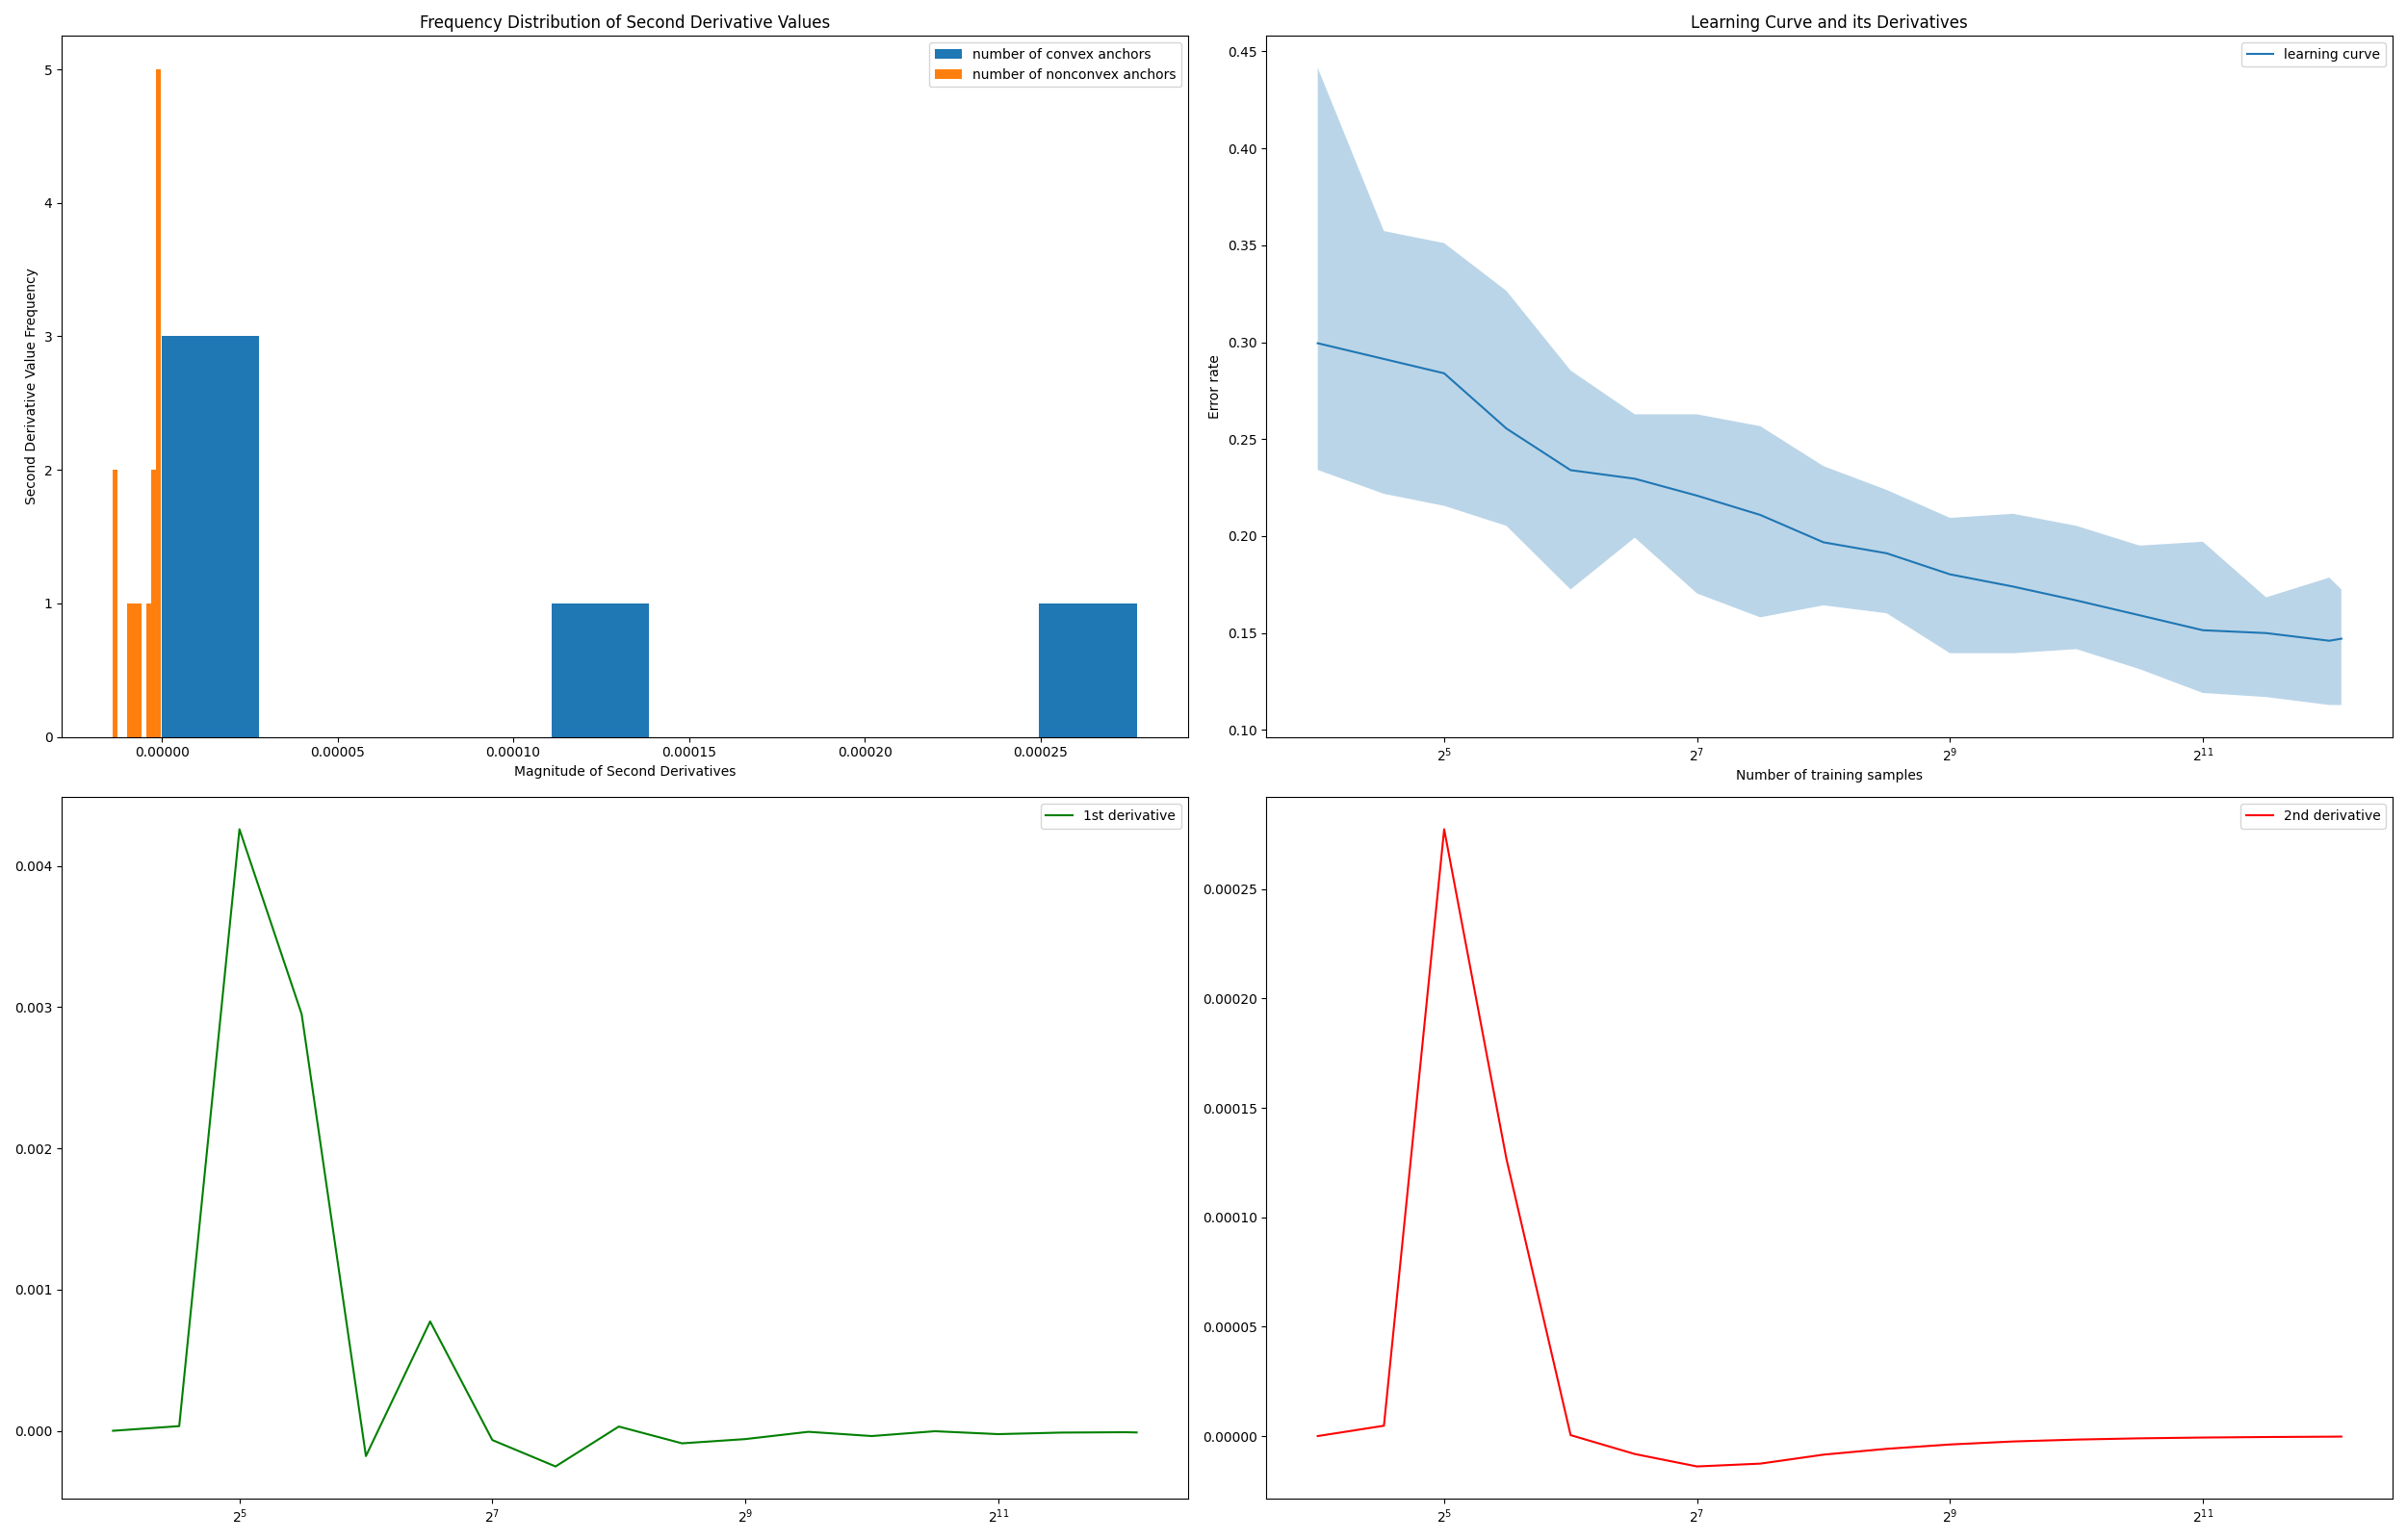 Frequency Distribution of Second Derivative Values
number of convex anchors
number of nonconvex anchors
5
4
3
2
1
0
Second Derivative Value Frequency
0.00000 0.00005 0.00010 0.00015 0.00020 0.00025
Magnitude of Second Derivatives
Learning Curve and its Derivatives
learning curve
0.45
0.40
0.35
0.30
0.25
0.20
0.15
0.10
Error rate
2^5 2^7 2^9 2^11
Number of training samples
1st derivative
0.004
0.003
0.002
0.001
0.000
2^5 2^7 2^9 2^11
2nd derivative
0.00025
0.00020
0.00015
0.00010
0.00005
0.00000
2^5 2^7 2^9 2^11